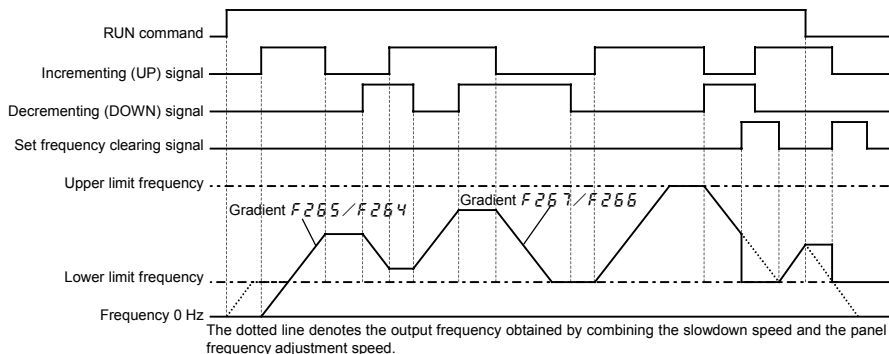 RUN command
Incrementing (UP) signal
Decrementing (DOWN) signal
Set frequency clearing signal
Upper limit frequency
Gradient F265/F264
Gradient F267/F266
Lower limit frequency
Frequency 0 Hz
The dotted line denotes the output frequency obtained by combining the slowdown speed and the panel
frequency adjustment speed.